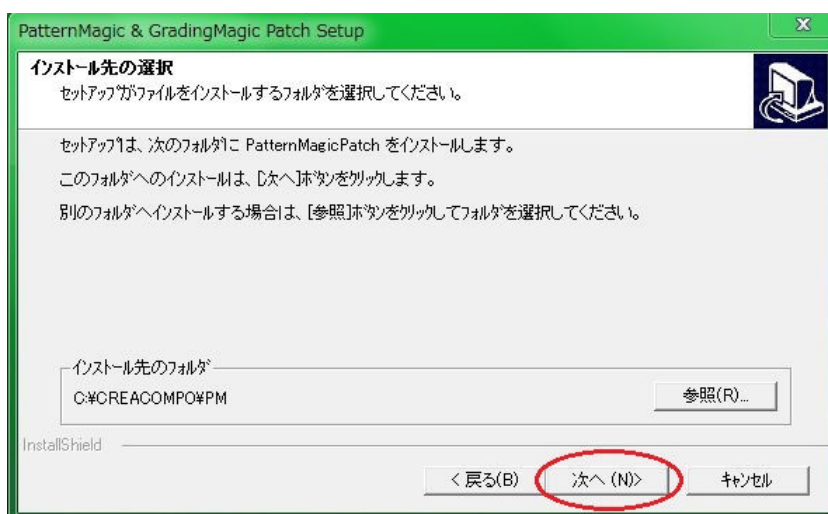 PatternMagic & GradingMagic Patch Setup
インストール先の選択
セットアップがファイルをインストールするフォルダを選択してください。
セットアップは、次のフォルダに PatternMagicPatch をインストールします。
このフォルダへのインストールは、[次へ]ボタンをクリックします。
別のフォルダへインストールする場合は、[参照]ボタンをクリックしてフォルダを選択してください。
インストール先のフォルダ
C:¥CREACOMPO¥PM
参照(R)...
InstallShield
< 戻る(B)
次へ (N)>
キャンセル